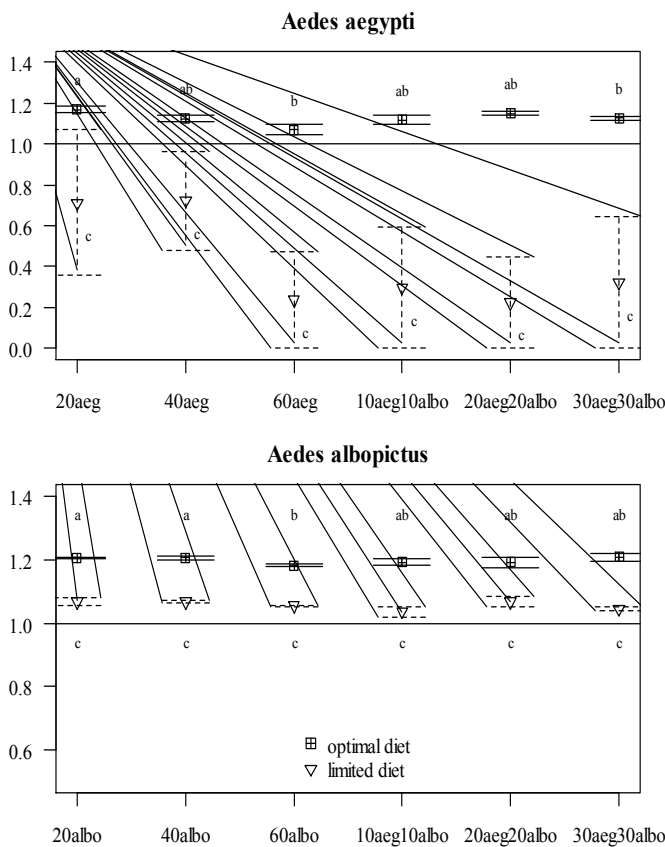 Aedes aegypti
1.4
1.2
1.0
0.8
0.6
0.4
0.2
0.0
a ab b ab ab b
c c c c c c
20aeg 40aeg 60aeg 10aeg10albo 20aeg20albo 30aeg30albo
Aedes albopictus
1.4
1.2
1.0
0.8
0.6
a a b ab ab ab
c c c c c c
optimal diet
limited diet
20albo 40albo 60albo 10aeg10albo 20aeg20albo 30aeg30albo